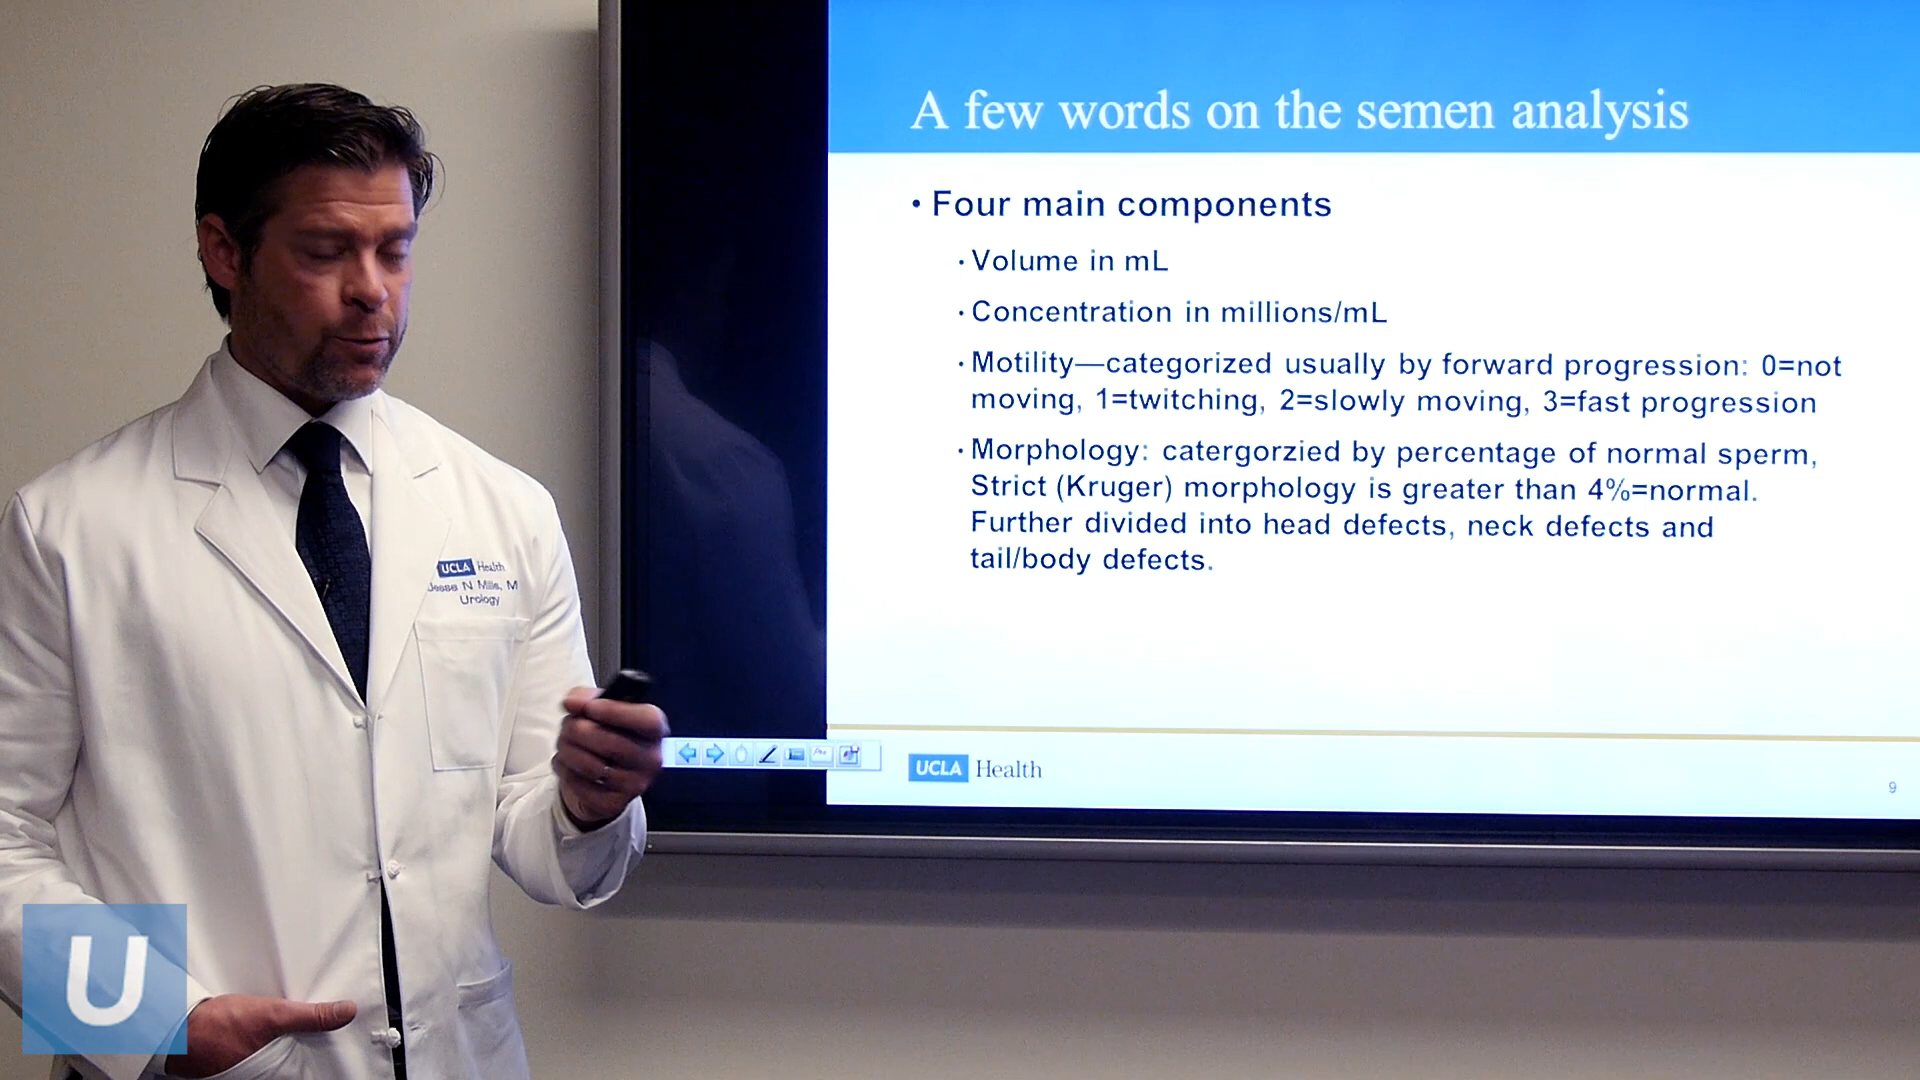 A few words on the semen analysis
• Four main components
• Volume in mL
• Concentration in millions/mL
• Motility—categorized usually by forward progression: 0=not
moving, 1=twitching, 2=slowly moving, 3=fast progression
• Morphology: catergorzied by percentage of normal sperm,
Strict (Kruger) morphology is greater than 4%=normal.
Further divided into head defects, neck defects and
tail/body defects.
UCLA Health
9
UCLA Health
Jesse N Mills, M
Urology
U